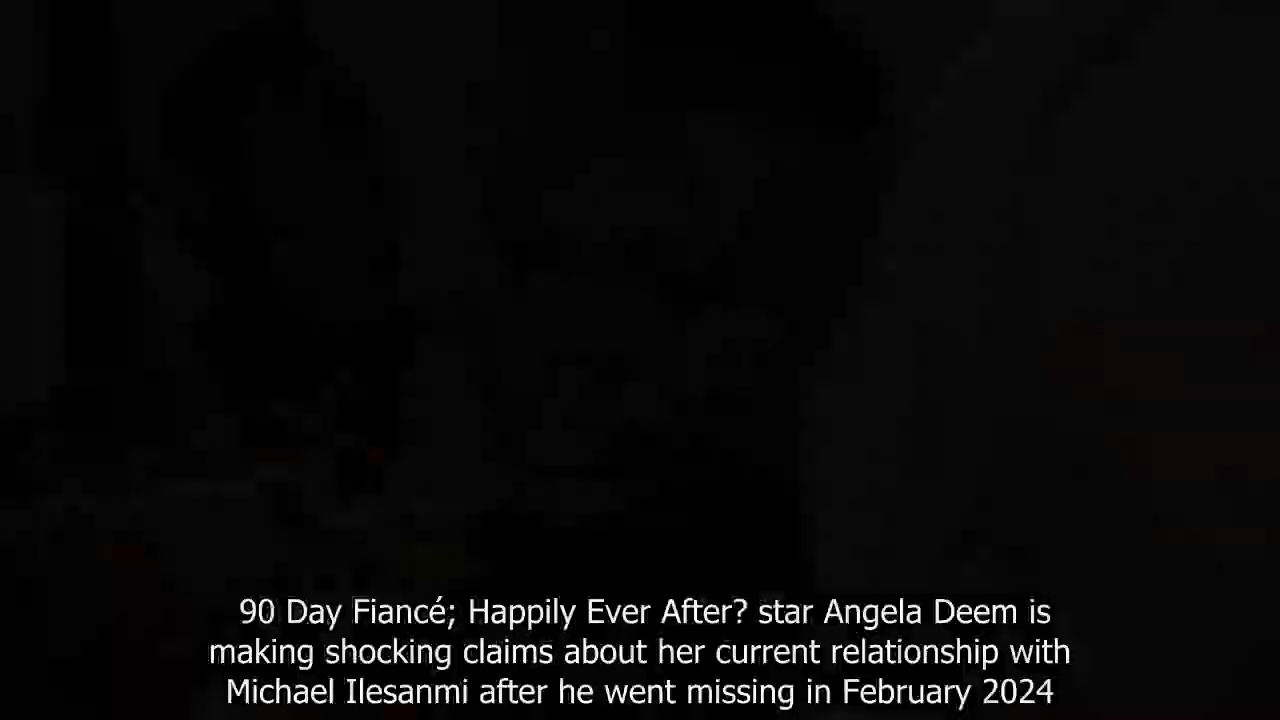 90 Day Fiancé; Happily Ever After? star Angela Deem is
making shocking claims about her current relationship with
Michael Ilesanmi after he went missing in February 2024